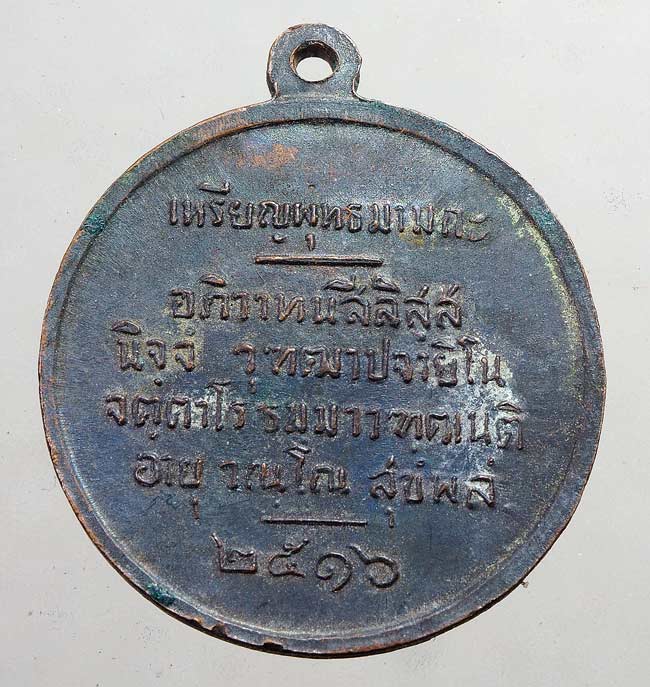 เหรียญพุทธมามกะ
อภิวาทนสีลิสฺส
นิจฺจํ วุฑฒาปจายิโน
จตฺตาโร ธมมา วฑฺฒนฺติ
อายุ วณฺโณ สุขํ พลํ
๒๕๑๖